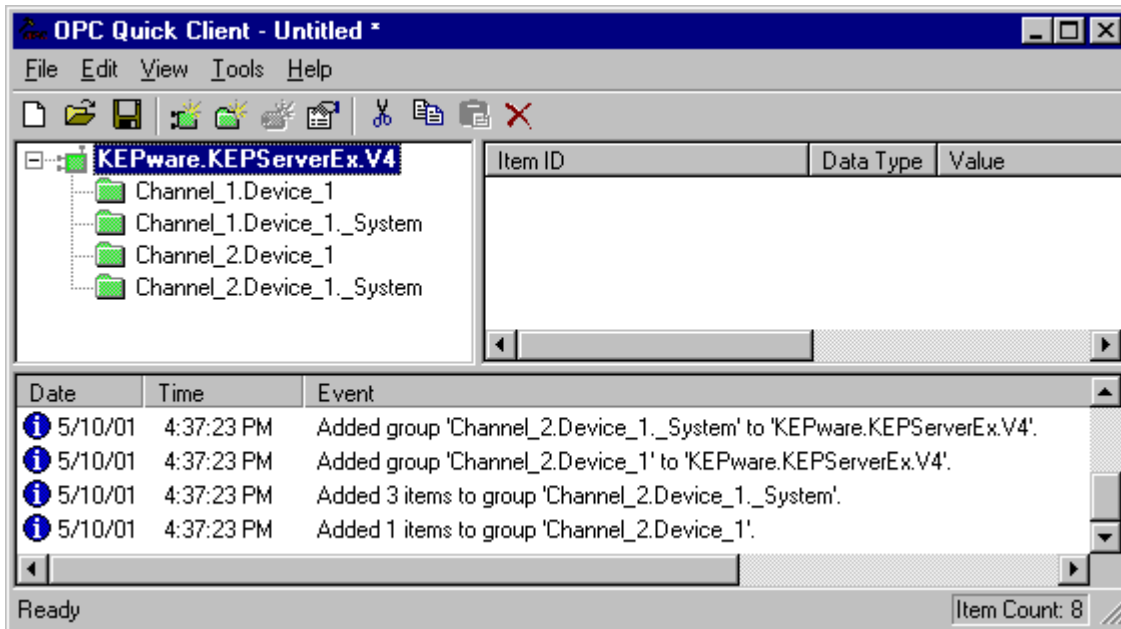 OPC Quick Client - Untitled *
File Edit View Tools Help
KEPware.KEPServerEx.V4
Channel_1.Device_1
Channel_1.Device_1._System
Channel_2.Device_1
Channel_2.Device_1._System
Item ID Data Type Value
Date Time Event
5/10/01 4:37:23 PM Added group 'Channel_2.Device_1._System' to 'KEPware.KEPServerEx.V4'.
5/10/01 4:37:23 PM Added group 'Channel_2.Device_1' to 'KEPware.KEPServerEx.V4'.
5/10/01 4:37:23 PM Added 3 items to group 'Channel_2.Device_1._System'.
5/10/01 4:37:23 PM Added 1 items to group 'Channel_2.Device_1'.
Ready Item Count: 8